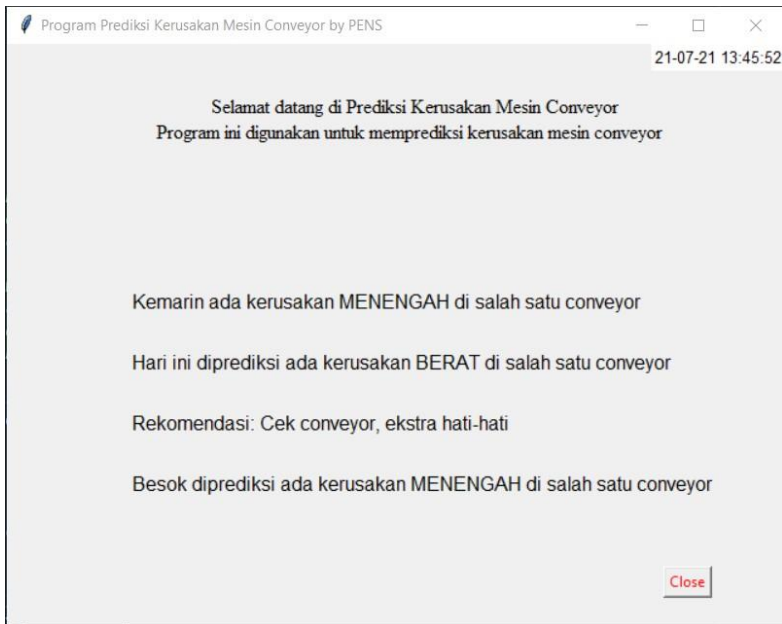 Program Prediksi Kerusakan Mesin Conveyor by PENS
21-07-21 13:45:52
Selamat datang di Prediksi Kerusakan Mesin Conveyor
Program ini digunakan untuk memprediksi kerusakan mesin conveyor
Kemarin ada kerusakan MENENGAH di salah satu conveyor
Hari ini diprediksi ada kerusakan BERAT di salah satu conveyor
Rekomendasi: Cek conveyor, ekstra hati-hati
Besok diprediksi ada kerusakan MENENGAH di salah satu conveyor
Close